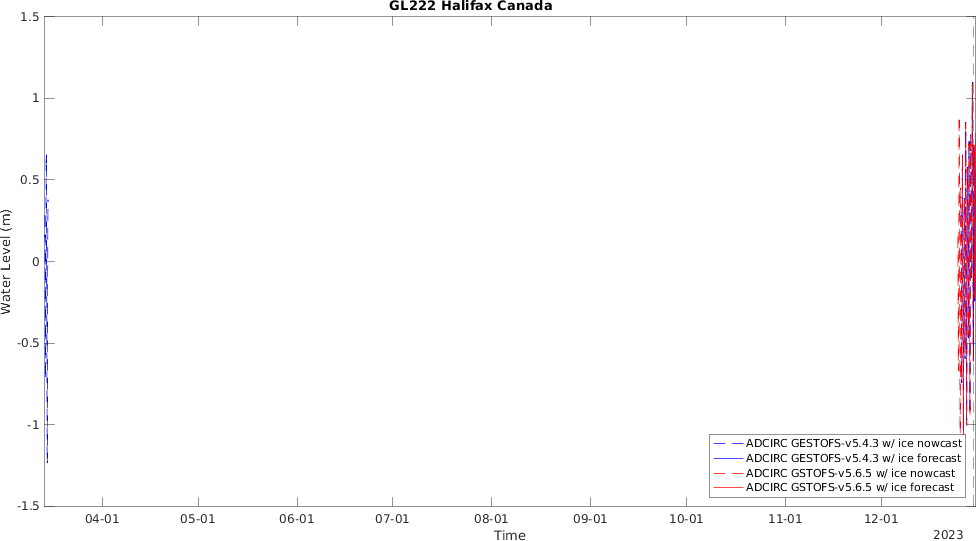 GL222 Halifax Canada
1.5
1
0.5
0
-0.5
-1
-1.5
Water Level (m)
04-01 05-01 06-01 07-01 08-01 09-01 10-01 11-01 12-01
Time
2023
ADCIRC GESTOFS-v5.4.3 w/ ice nowcast
ADCIRC GESTOFS-v5.4.3 w/ ice forecast
ADCIRC GSTOFS-v5.6.5 w/ ice nowcast
ADCIRC GSTOFS-v5.6.5 w/ ice forecast